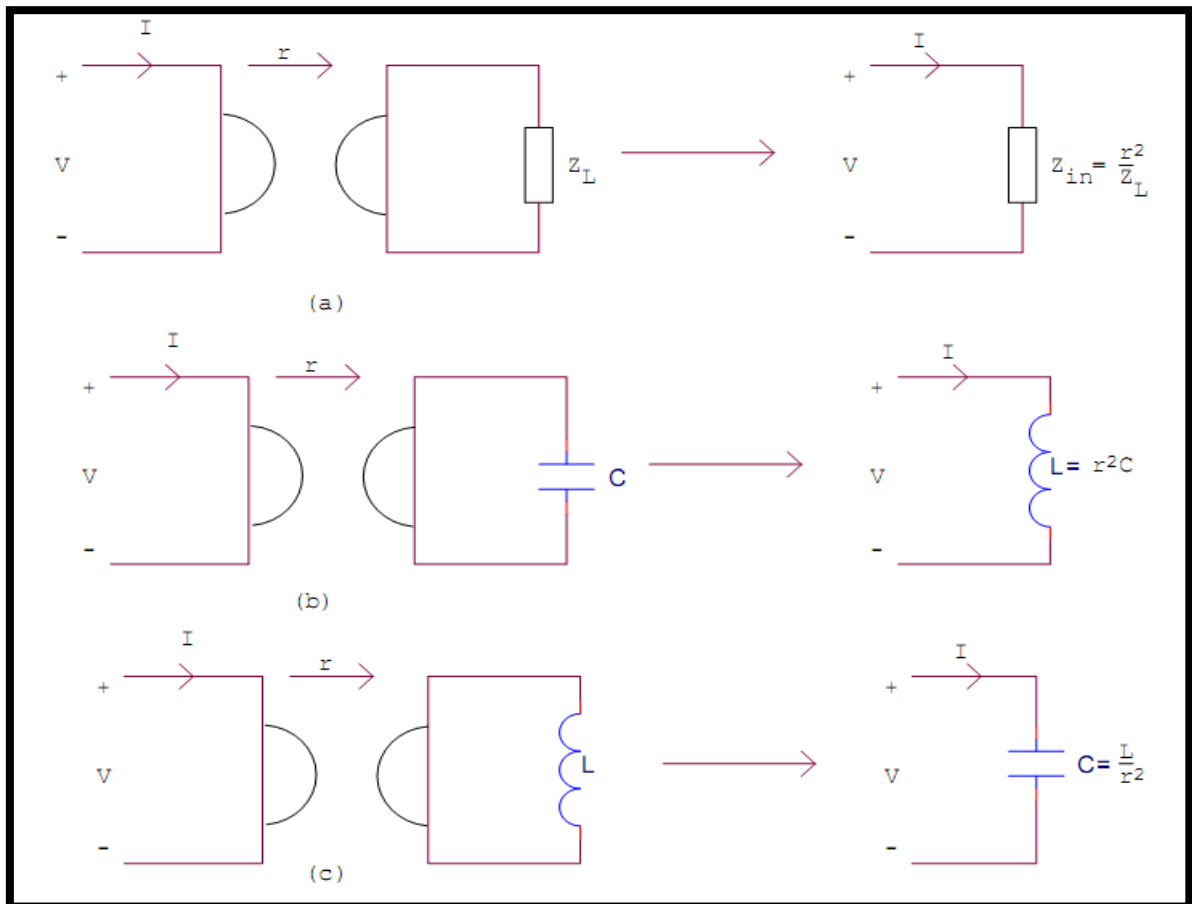 I
r
I
+
+
V
Z_L
V
Z_in = r²/Z_L
-
-
(a)
I
r
I
+
+
V
C
V
L= r²C
-
-
(b)
I
r
I
+
+
V
L
V
C= L/r²
-
-
(c)